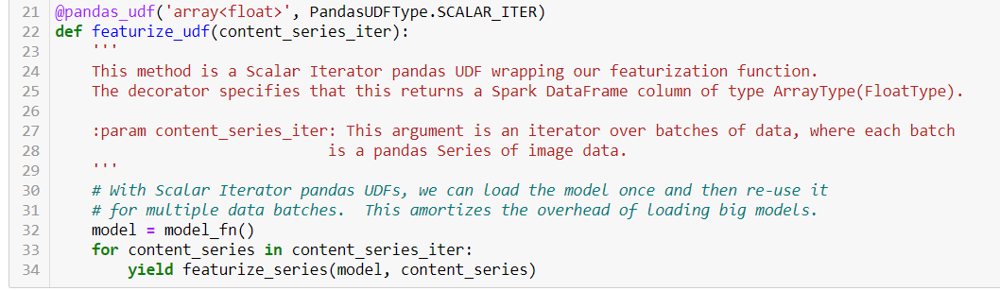 21 @pandas_udf('array<float>', PandasUDFType.SCALAR_ITER)
22 def featurize_udf(content_series_iter):
23     '''
24     This method is a Scalar Iterator pandas UDF wrapping our featurization function.
25     The decorator specifies that this returns a Spark DataFrame column of type ArrayType(FloatType).
26
27     :param content_series_iter: This argument is an iterator over batches of data, where each batch
28                                 is a pandas Series of image data.
29     '''
30     # With Scalar Iterator pandas UDFs, we can load the model once and then re-use it
31     # for multiple data batches.  This amortizes the overhead of loading big models.
32     model = model_fn()
33     for content_series in content_series_iter:
34         yield featurize_series(model, content_series)